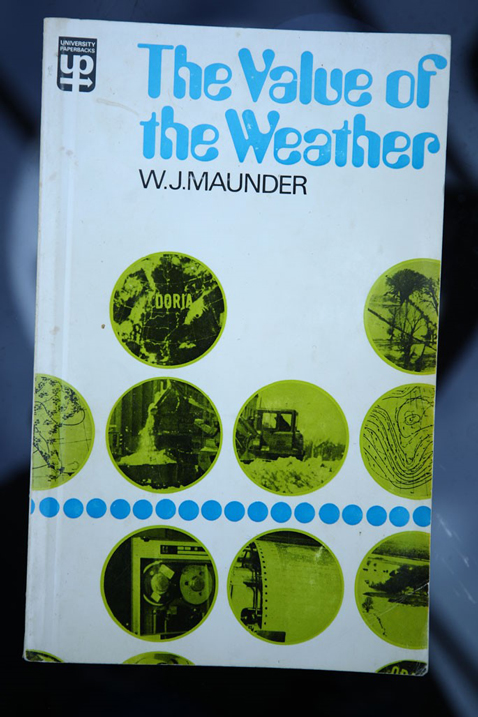 UNIVERSITY
PAPERBACKS
up
The Value of
the Weather
W.J.MAUNDER
DORIA